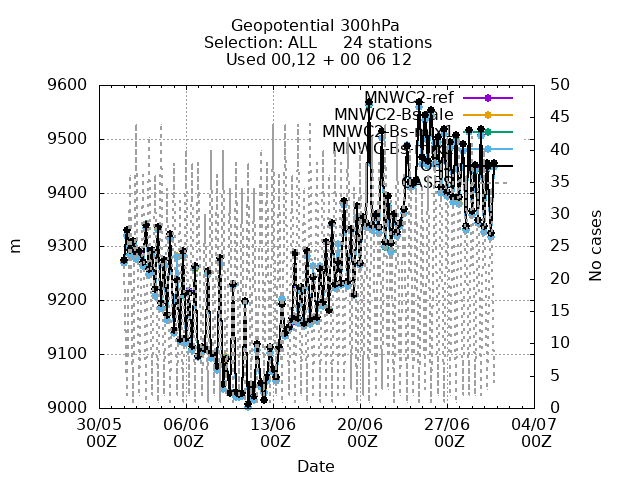 Geopotential 300hPa
Selection: ALL 24 stations
Used 00,12 + 00 06 12
9600 50
MNWC2-ref
45
MNWC2-Bscale
9500 40
35
9400
30
9300 25
20
9200
15
9100 10
5
9000 0
m
No cases
30/05 06/06 13/06 20/06 27/06 04/07
00Z 00Z 00Z 00Z 00Z 00Z
Date